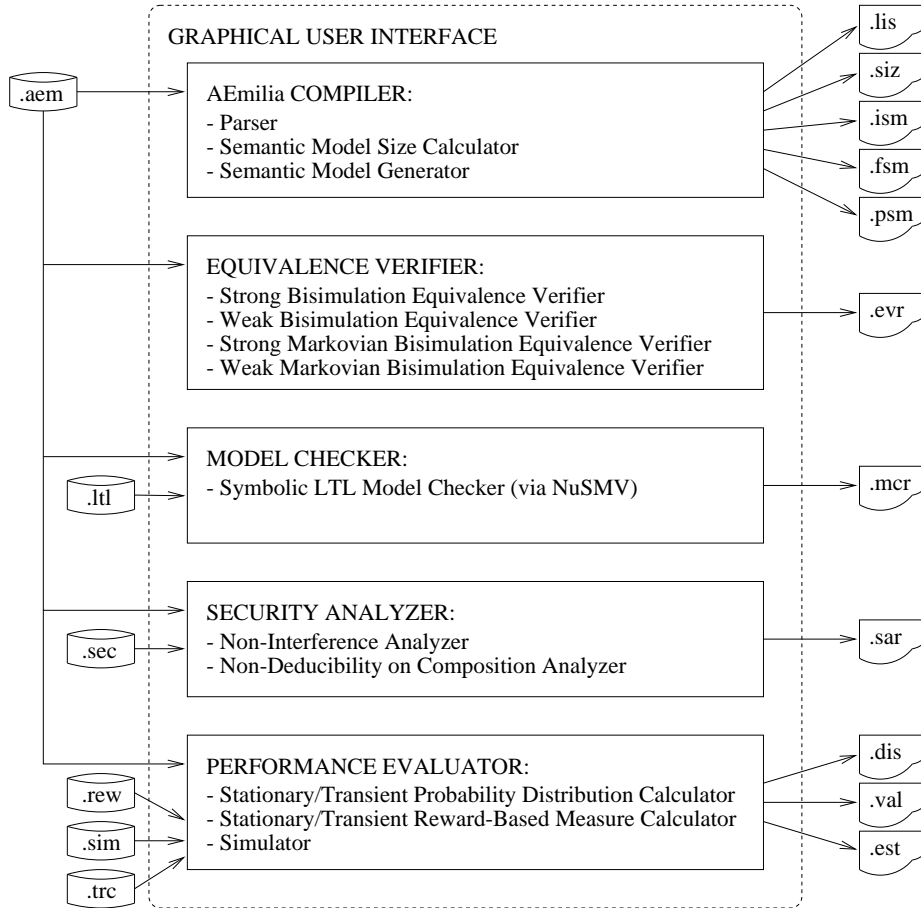 GRAPHICAL USER INTERFACE
.aem
AEmilia COMPILER:
- Parser
- Semantic Model Size Calculator
- Semantic Model Generator
.lis
.siz
.ism
.fsm
.psm
EQUIVALENCE VERIFIER:
- Strong Bisimulation Equivalence Verifier
- Weak Bisimulation Equivalence Verifier
- Strong Markovian Bisimulation Equivalence Verifier
- Weak Markovian Bisimulation Equivalence Verifier
.evr
MODEL CHECKER:
.ltl
- Symbolic LTL Model Checker (via NuSMV)
.mcr
SECURITY ANALYZER:
.sec
- Non-Interference Analyzer
- Non-Deducibility on Composition Analyzer
.sar
PERFORMANCE EVALUATOR:
.rew
.sim
.trc
- Stationary/Transient Probability Distribution Calculator
- Stationary/Transient Reward-Based Measure Calculator
- Simulator
.dis
.val
.est